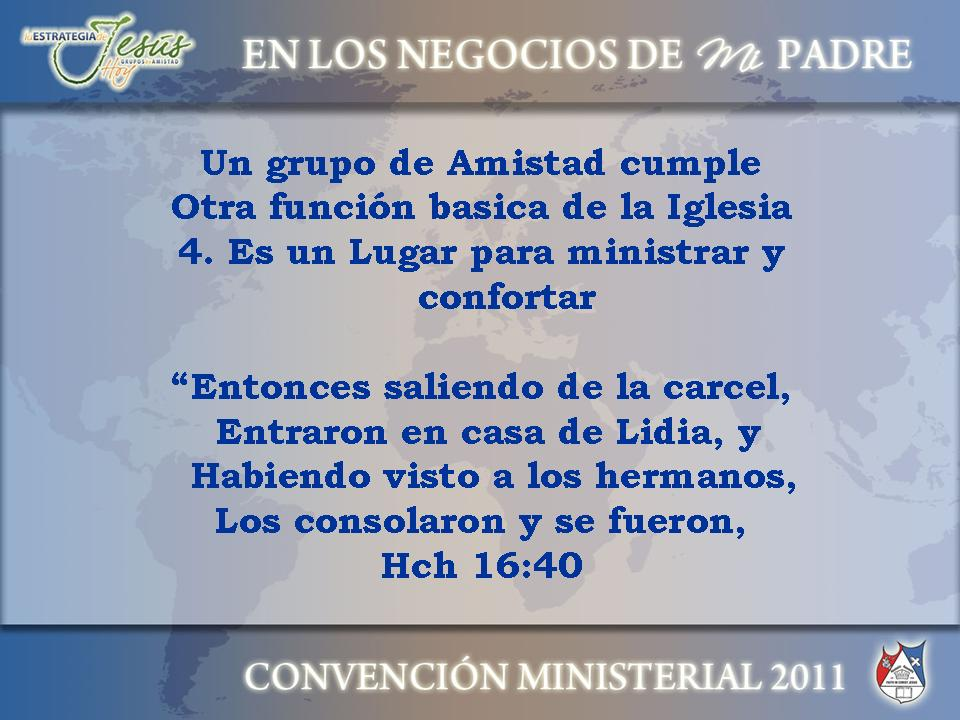 la ESTRATEGIA de
Jesús
GRUPOS de AMISTAD
Hoy
EN LOS NEGOCIOS DE Mi PADRE
Un grupo de Amistad cumple
Otra función basica de la Iglesia
4. Es un Lugar para ministrar y
confortar
“Entonces saliendo de la carcel,
Entraron en casa de Lidia, y
Habiendo visto a los hermanos,
Los consolaron y se fueron,
Hch 16:40
CONVENCIÓN MINISTERIAL 2011